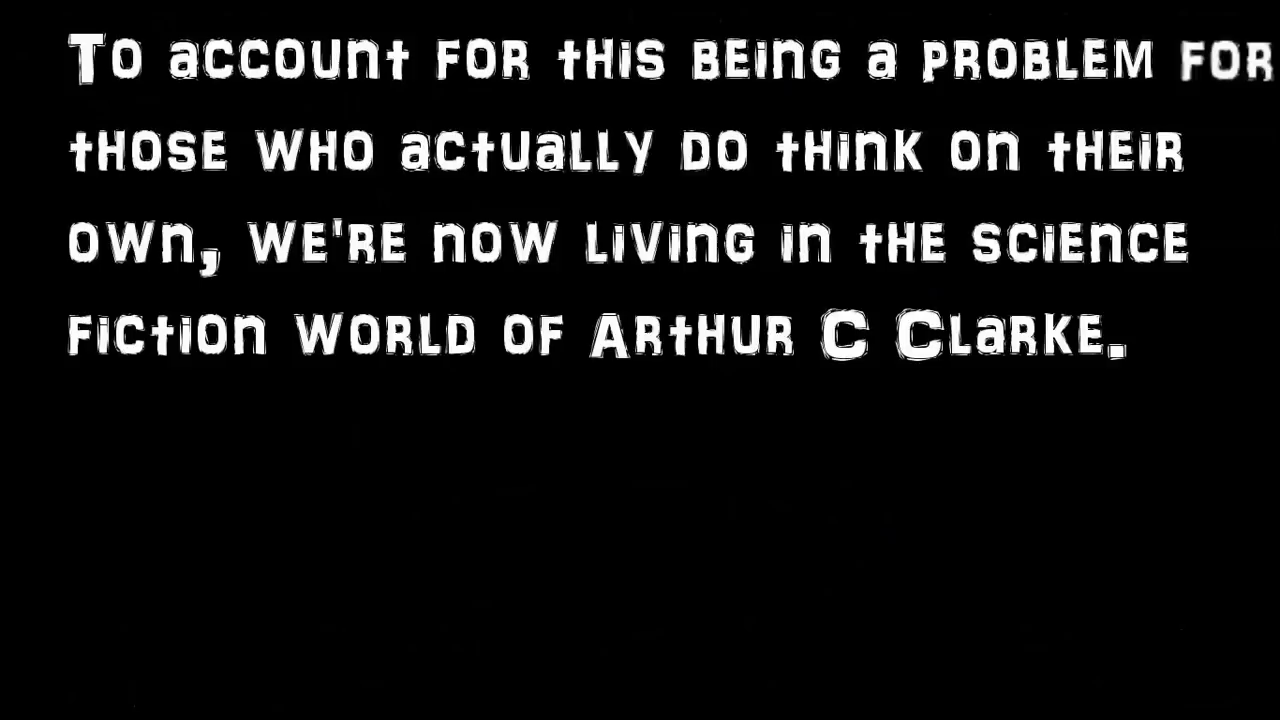 To account for this being a problem for
those who actually do think on their
own, we're now living in the science
fiction world of Arthur C Clarke.